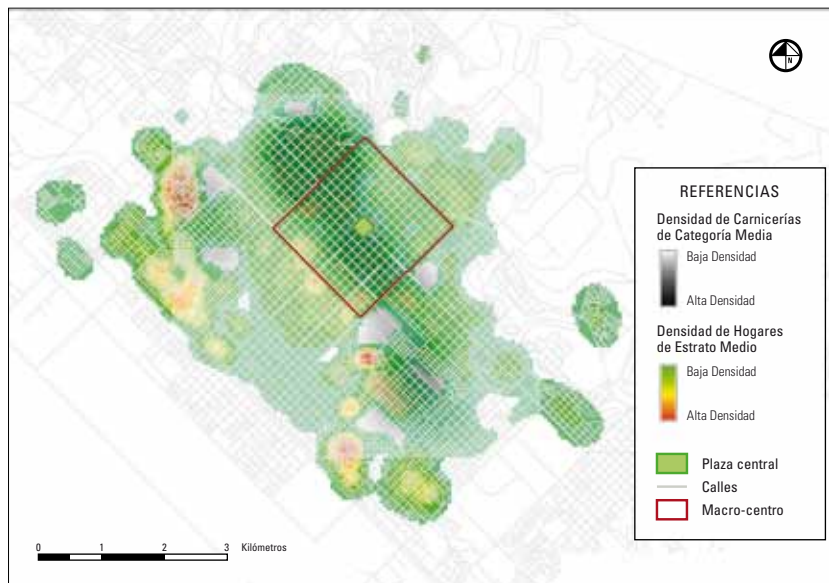 N
REFERENCIAS
Densidad de Carnicerías
de Categoría Media
Baja Densidad
Alta Densidad
Densidad de Hogares
de Estrato Medio
Baja Densidad
Alta Densidad
Plaza central
Calles
Macro-centro
0 1 2 3 Kilómetros